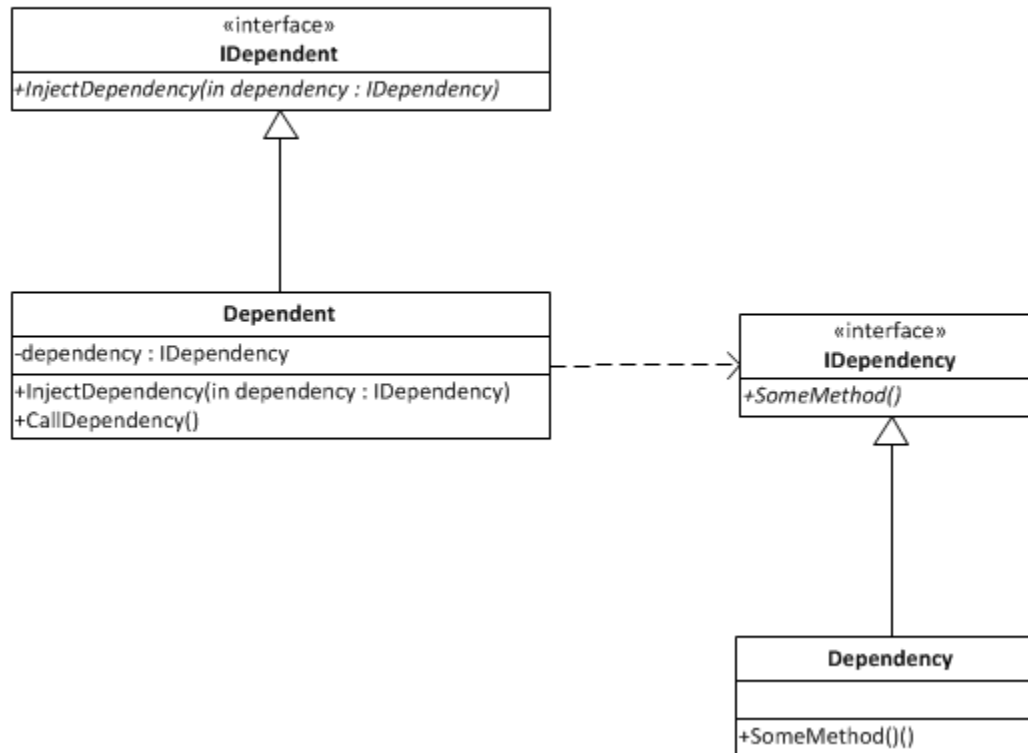 «interface»
IDependent
+InjectDependency(in dependency : IDependency)
Dependent
-dependency : IDependency
+InjectDependency(in dependency : IDependency)
+CallDependency()
«interface»
IDependency
+SomeMethod()
Dependency
+SomeMethod()()